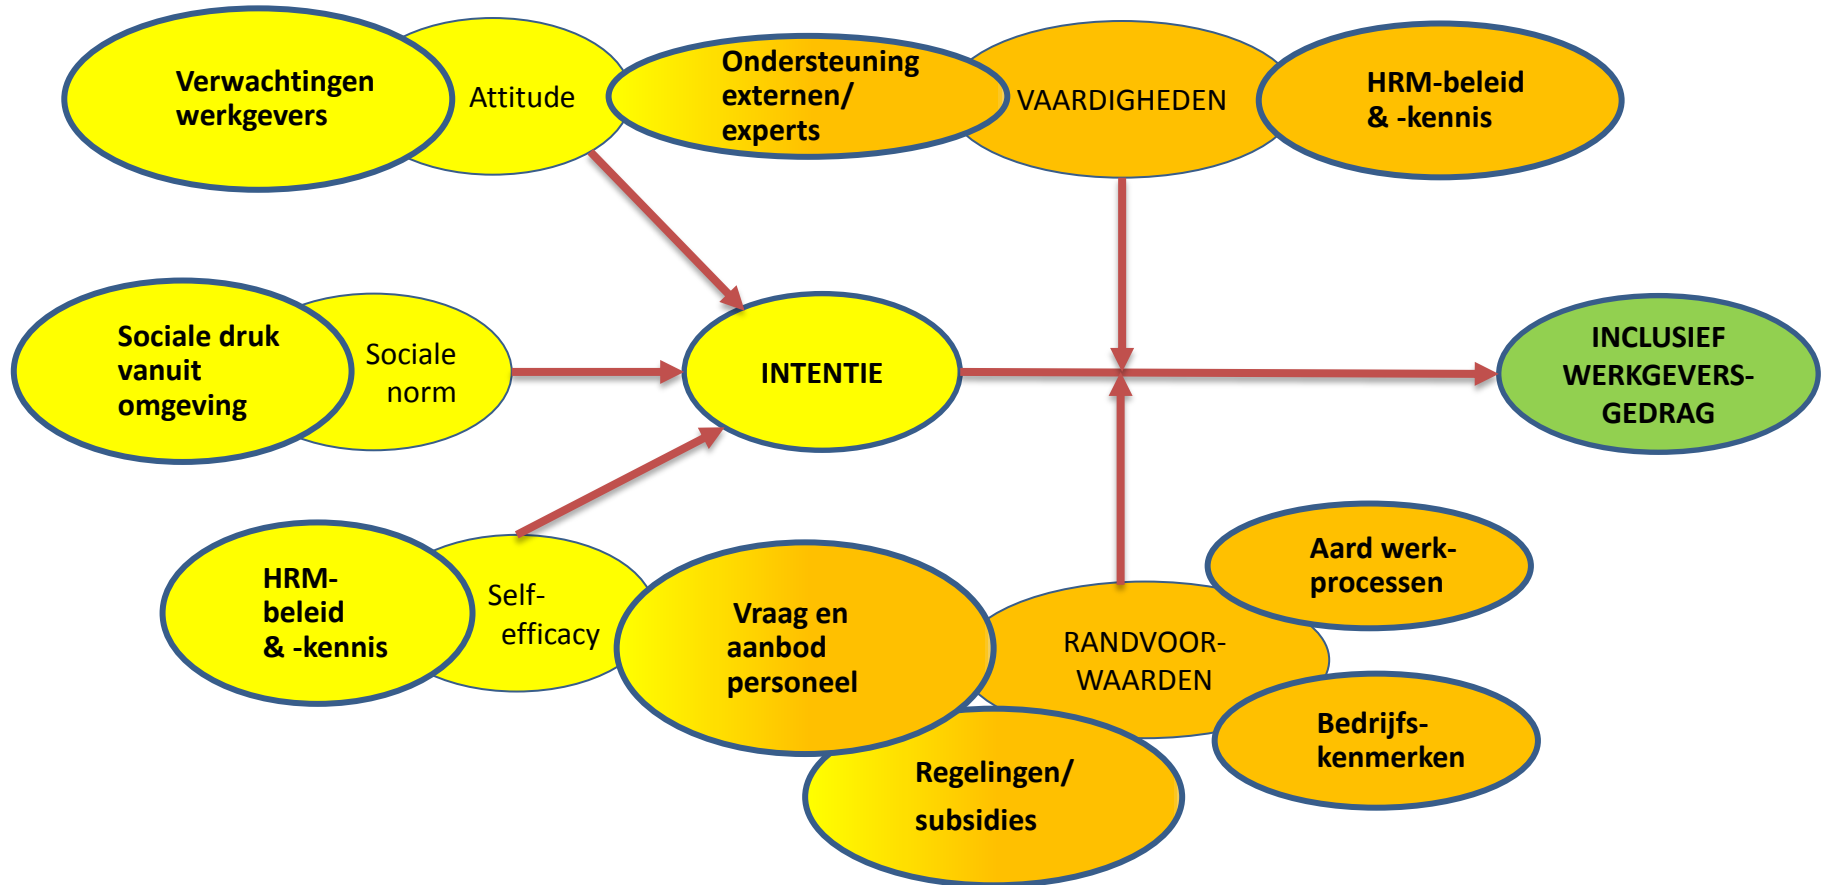 Verwachtingen
werkgevers
Attitude
Ondersteuning
externen/
experts
VAARDIGHEDEN
HRM-beleid
& -kennis
Sociale druk
vanuit
omgeving
Sociale
norm
INTENTIE
INCLUSIEF
WERKGEVERS-
GEDRAG
HRM-
beleid
& -kennis
Self-
efficacy
Vraag en
aanbod
personeel
RANDVOOR-
WAARDEN
Aard werk-
processen
Bedrijfs-
kenmerken
Regelingen/
subsidies